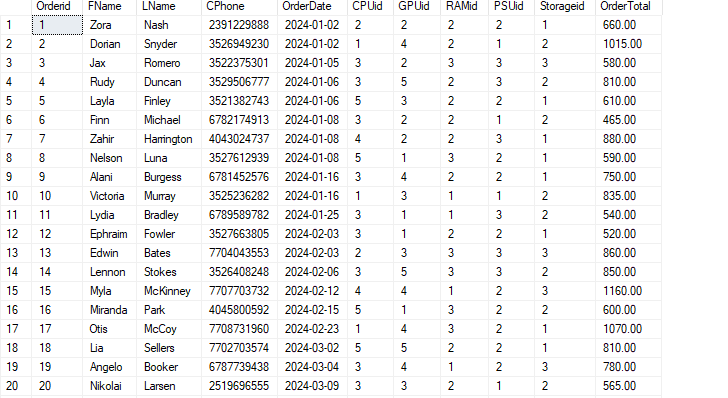 Orderid FName LName CPhone OrderDate CPUid GPUid RAMid PSUid Storageid OrderTotal
1 1 Zora Nash 2391229888 2024-01-02 2 2 2 2 1 660.00
2 2 Dorian Snyder 3526949230 2024-01-02 1 4 2 1 2 1015.00
3 3 Jax Romero 3522375301 2024-01-05 3 2 3 3 3 580.00
4 4 Rudy Duncan 3529506777 2024-01-06 3 5 2 3 2 810.00
5 5 Layla Finley 3521382743 2024-01-06 5 3 2 2 1 610.00
6 6 Finn Michael 6782174913 2024-01-08 3 2 2 1 2 465.00
7 7 Zahir Harrington 4043024737 2024-01-08 4 2 2 3 1 880.00
8 8 Nelson Luna 3527612939 2024-01-08 5 1 3 2 1 590.00
9 9 Alani Burgess 6781452576 2024-01-16 3 4 2 2 1 750.00
10 10 Victoria Murray 3525236282 2024-01-16 1 3 1 1 2 835.00
11 11 Lydia Bradley 6789589782 2024-01-25 3 1 1 3 2 540.00
12 12 Ephraim Fowler 3527663805 2024-02-03 3 1 2 2 1 520.00
13 13 Edwin Bates 7704043553 2024-02-03 2 3 3 3 3 860.00
14 14 Lennon Stokes 3526408248 2024-02-06 3 5 3 3 2 850.00
15 15 Myla McKinney 7707703732 2024-02-12 4 4 1 2 3 1160.00
16 16 Miranda Park 4045800592 2024-02-15 5 1 3 2 2 600.00
17 17 Otis McCoy 7708731960 2024-02-23 1 4 3 2 1 1070.00
18 18 Lia Sellers 7702703574 2024-03-02 5 5 2 2 1 810.00
19 19 Angelo Booker 6787739438 2024-03-04 3 4 1 2 3 780.00
20 20 Nikolai Larsen 2519696555 2024-03-09 3 3 2 1 2 565.00